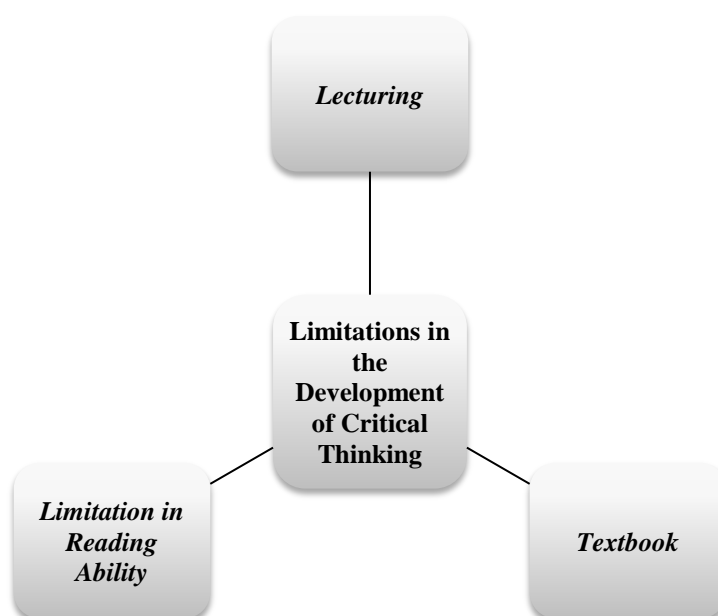 Lecturing
Limitations in
the
Development
of Critical
Thinking
Limitation in
Reading
Ability
Textbook